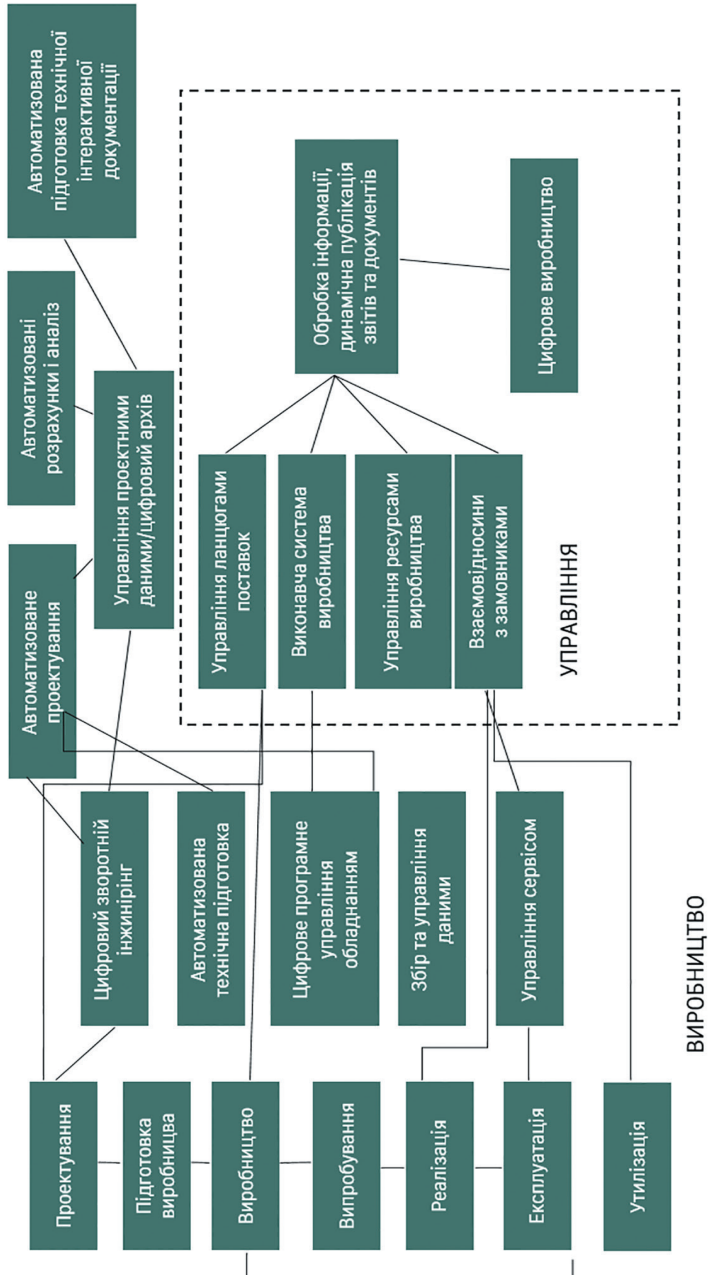 Проектування
Підготовка
виробницва
Виробництво
Випробування
Реалізація
Експлуатація
Утилизація
Цифровий зворотній
інжинірінг
Автоматизована
технічна підготовка
Цифрове програмне
управління
обладнанням
Збір та управління
даними
Управління сервісом
ВИРОБНИЦТВО
Автоматизоване
проектування
Автоматизовані
розрахунки і аналіз
Автоматизована
підготовка технічної
інтерактивної
документації
Управління проєктними
даними/цифровий архів
Управління ланцюгами
поставок
Виконавча система
виробництва
Управління ресурсами
виробництва
Взаємовідносини
з замовниками
УПРАВЛІННЯ
Обробка інформації,
динамічна публікація
звітів та документів
Цифрове виробництво